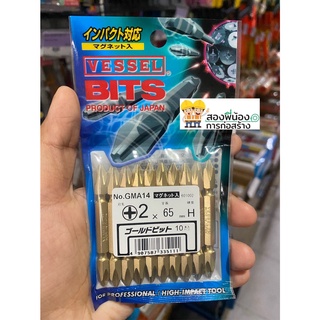 インパクト対応
マグネット入
VESSEL
BITS
PRODUCT OF JAPAN
สองพี่น้อง
การก่อสร้าง
No.GMA14
マグネット入
2 × 65 H
ゴールドビット
10本
4 907587 335111
FOR PROFESSIONAL · HIGH-IMPACT TOOL